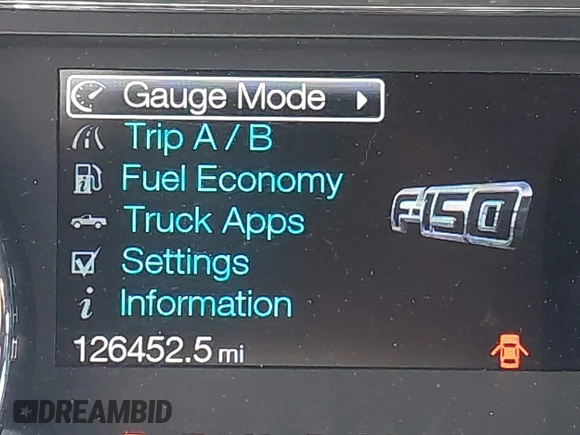 Gauge Mode
Trip A / B
Fuel Economy
Truck Apps
F-150
Settings
Information
126452.5 mi
DREAMBID